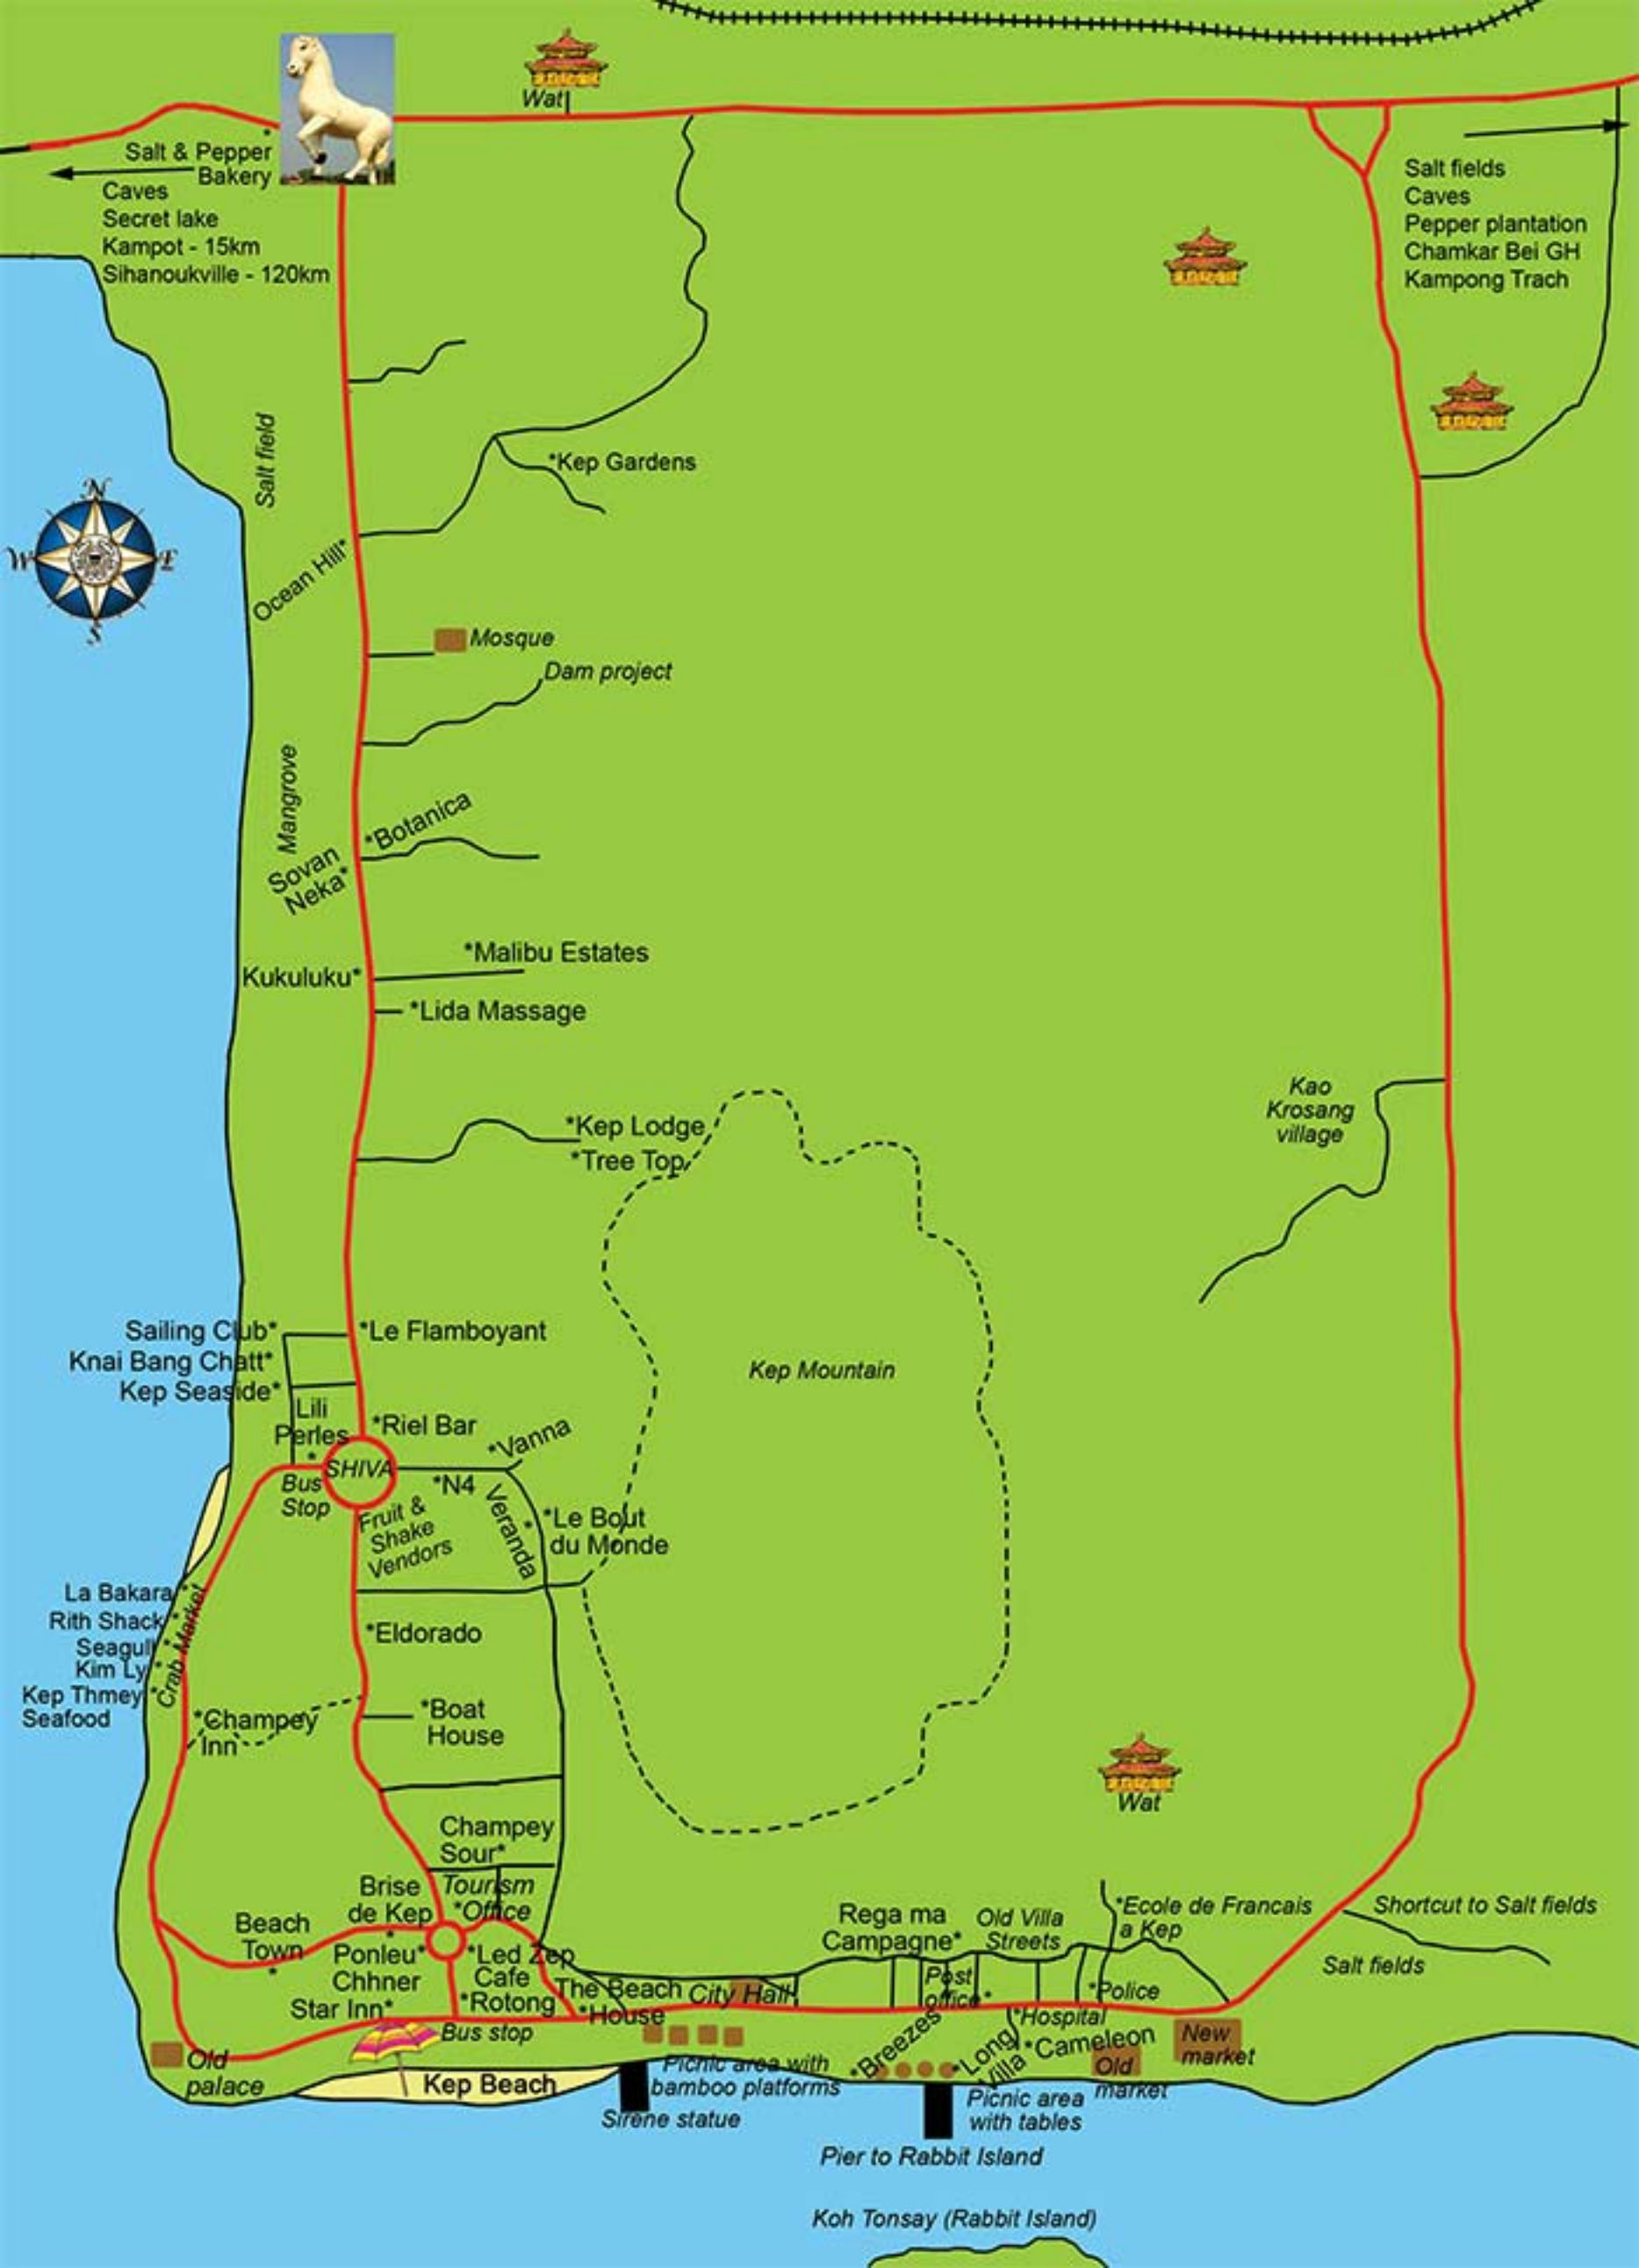 Wat
Salt & Pepper
Bakery
Caves
Secret lake
Kampot - 15km
Sihanoukville - 120km
Salt fields
Caves
Pepper plantation
Chamkar Bei GH
Kampong Trach
Salt field
*Kep Gardens
N
W
E
S
Ocean Hill*
Mosque
Dam project
Mangrove
*Botanica
Sovan
Neka*
*Malibu Estates
Kukuluku*
*Lida Massage
Kao
Krosang
village
*Kep Lodge
*Tree Top
Sailing Club*
*Le Flamboyant
Knai Bang Chatt*
Kep Seaside*
Kep Mountain
Lili
Perles
*
*Riel Bar
*Vanna
SHIVA
Bus
Stop
*N4
Fruit &
Shake
Vendors
Veranda
*
*Le Bout
du Monde
La Bakara*
Rith Shack*
Seagull*
Kim Ly*
Kep Thmey*
Seafood
Crab Market
*Eldorado
*Champey
Inn
*Boat
House
Wat
Champey
Sour*
Brise
de Kep
*
Tourism
*Office
Beach
Town
*
Ponleu*
Chhner
*Led Zep
Cafe
Star Inn*
*Rotong
The Beach
*House
City Hall
Rega ma
Campagne*
Old Villa
Streets
*Ecole de Francais
a Kep
Shortcut to Salt fields
Salt fields
Post
office*
*Police
*Hospital
Bus stop
Old
palace
Kep Beach
Picnic area with
bamboo platforms
Sirene statue
*Breezes
*Long
Villa
*Cameleon
Old
market
New
market
Picnic area
with tables
Pier to Rabbit Island
Koh Tonsay (Rabbit Island)